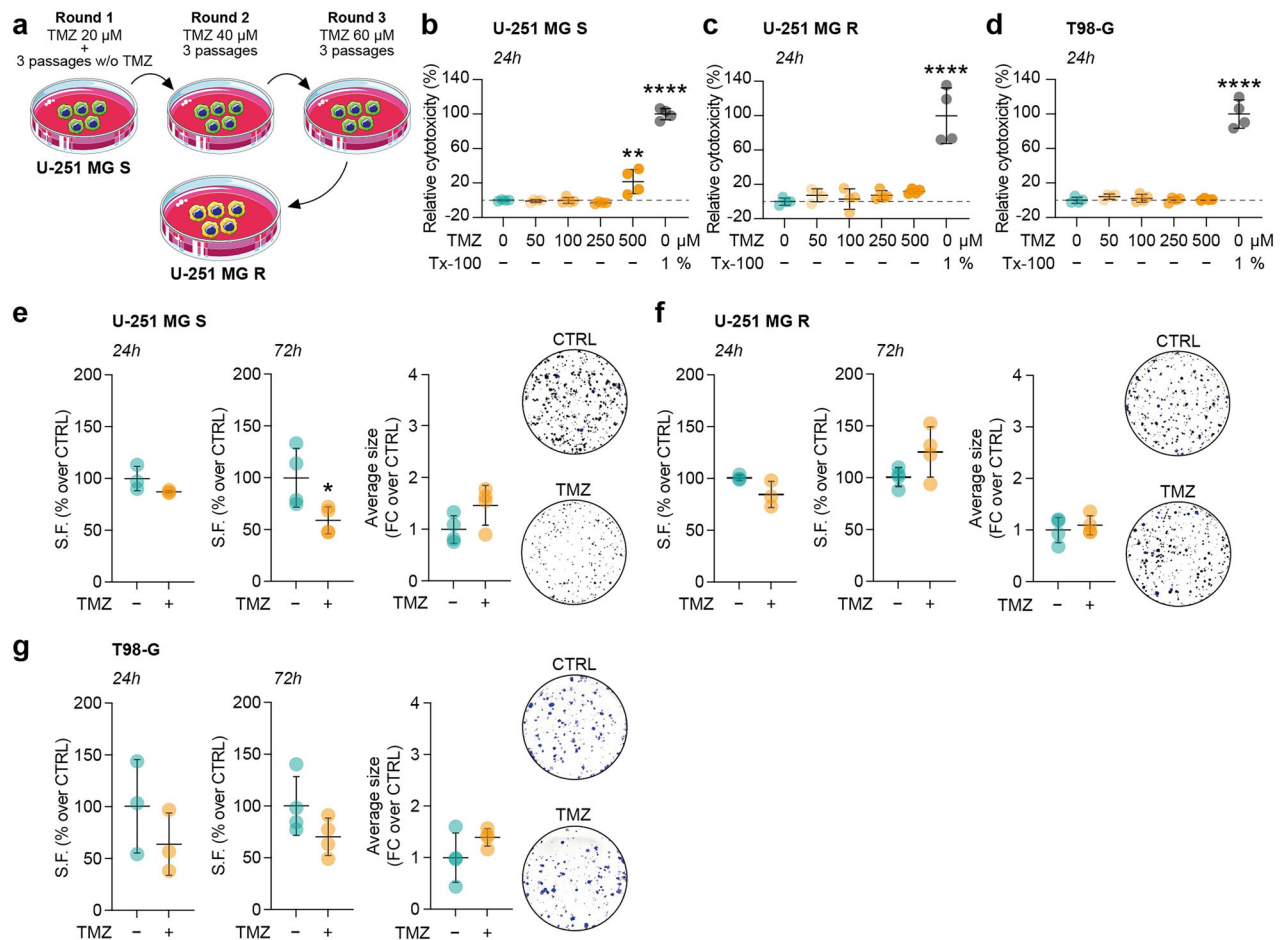 a
Round 1
TMZ 20 µM
+
3 passages w/o TMZ
Round 2
TMZ 40 µM
3 passages
Round 3
TMZ 60 µM
3 passages
U-251 MG S
U-251 MG R
b
U-251 MG S
24h
Relative cytotoxicity (%)
140
100
60
20
-20
**
****
TMZ 0 50 100 250 500 0 µM
Tx-100 – – – – – 1 %
c
U-251 MG R
24h
Relative cytotoxicity (%)
140
100
60
20
-20
****
TMZ 0 50 100 250 500 0 µM
Tx-100 – – – – – 1 %
d
T98-G
24h
Relative cytotoxicity (%)
140
100
60
20
-20
****
TMZ 0 50 100 250 500 0 µM
Tx-100 – – – – – 1 %
e
U-251 MG S
24h
S.F. (% over CTRL)
200
150
100
50
0
TMZ – +
72h
S.F. (% over CTRL)
200
150
100
50
0
*
TMZ – +
Average size
(FC over CTRL)
4
3
2
1
0
TMZ – +
CTRL
TMZ
f
U-251 MG R
24h
S.F. (% over CTRL)
200
150
100
50
0
TMZ – +
72h
S.F. (% over CTRL)
200
150
100
50
0
TMZ – +
Average size
(FC over CTRL)
4
3
2
1
0
TMZ – +
CTRL
TMZ
g
T98-G
24h
S.F. (% over CTRL)
200
150
100
50
0
TMZ – +
72h
S.F. (% over CTRL)
200
150
100
50
0
TMZ – +
Average size
(FC over CTRL)
4
3
2
1
0
TMZ – +
CTRL
TMZ